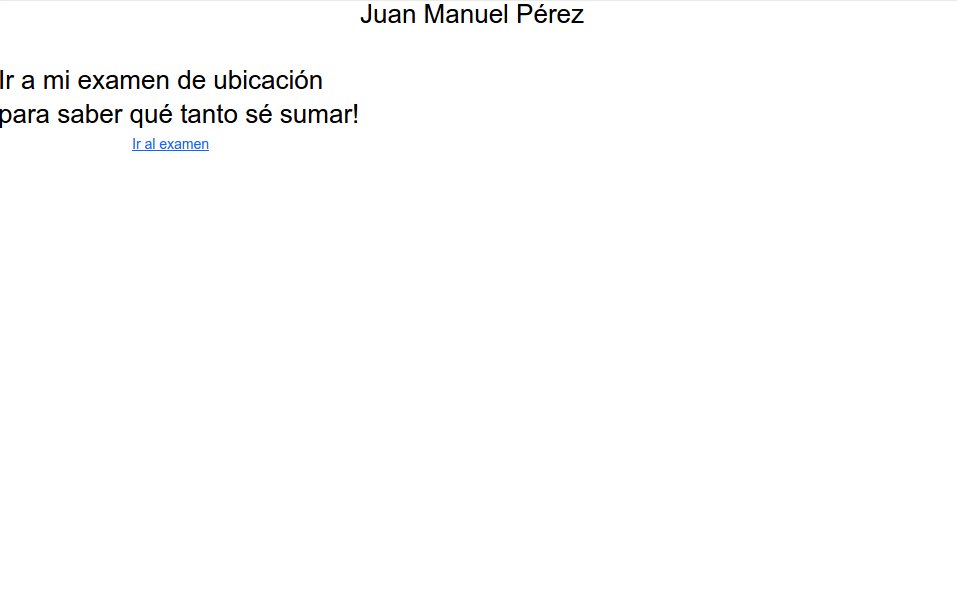 Juan Manuel Pérez
Ir a mi examen de ubicación
para saber qué tanto sé sumar!
Ir al examen